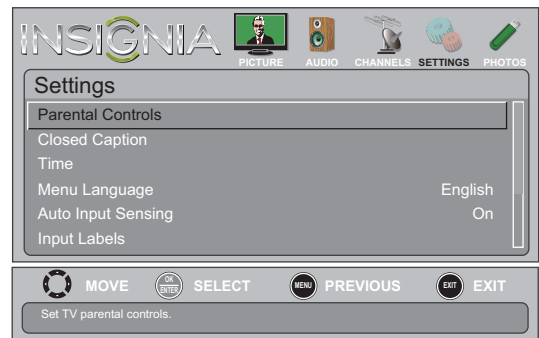 INSIGNIA
PICTURE AUDIO CHANNELS SETTINGS PHOTOS
Settings
Parental Controls
Closed Caption
Time
Menu Language English
Auto Input Sensing On
Input Labels
MOVE OK ENTER SELECT MENU PREVIOUS EXIT EXIT
Set TV parental controls.